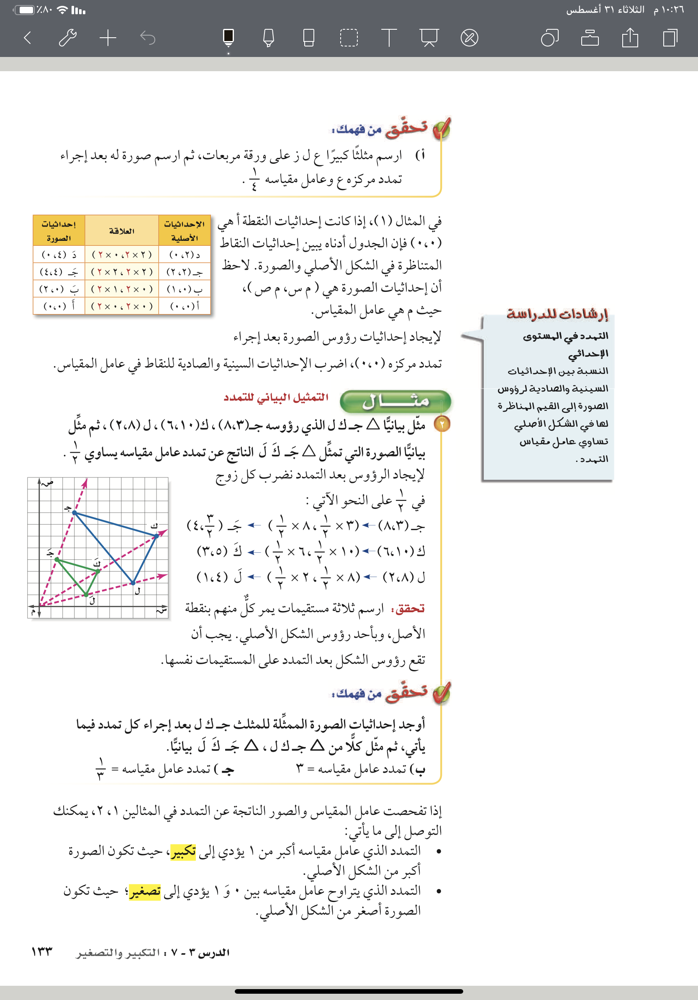 ١٠:٢٦ م الثلاثاء ٣١ أغسطس
٪٨٠
تحقَّق من فهمك:
أ) ارسم مثلثًا كبيرًا ع ل ز على ورقة مربعات، ثم ارسم صورة له بعد إجراء
تمدد مركزه ع وعامل مقياسه ١/٤ .
في المثال (١)، إذا كانت إحداثيات النقطة أ هي
(٠،٠) فإن الجدول أدناه يبين إحداثيات النقاط
المتناظرة في الشكل الأصلي والصورة. لاحظ
أن إحداثيات الصورة هي ( م س، م ص )،
حيث م هي عامل المقياس.
الإحداثيات الأصلية العلاقة إحداثيات الصورة
د (٢، ٠) ( ٢ × ٢، ٠ × ٢ ) دَ (٤، ٠)
جـ (٢، ٢) ( ٢ × ٢، ٢ × ٢ ) جَـ (٤،٤)
ب (٠، ١) ( ٠ × ٢، ١ × ٢ ) بَ (٠، ٢)
أ (٠،٠) ( ٠ × ٢، ٠ × ٢ ) أَ (٠،٠)
لإيجاد إحداثيات رؤوس الصورة بعد إجراء
تمدد مركزه (٠،٠)، اضرب الإحداثيات السينية والصادية للنقاط في عامل المقياس.
إرشادات للدراسة
التمدد في المستوى
الإحداثي
النسبة بين الإحداثيات
السينية والصادية لرؤوس
الصورة إلى القيم المناظرة
لها في الشكل الأصلي
تساوي عامل مقياس
التمدد .
مثـــال التمثيل البياني للتمدد
٢ مثّل بيانيًّا △ جـ ك ل الذي رؤوسه جـ(٨،٣)، ك(٦،١٠)، ل (٢،٨)، ثم مثِّل
بيانيًّا الصورة التي تمثِّل △ جَـ كَ لَ الناتج عن تمدد عامل مقياسه يساوي ١/٢ .
لإيجاد الرؤوس بعد التمدد نضرب كل زوج
في ١/٢ على النحو الآتي :
جـ (٨،٣) ← (٣ × ١/٢، ٨ × ١/٢ ) ← جَـ ( ٣/٢،٤)
ك (٦،١٠) ← (١٠ × ١/٢، ٦ × ١/٢ ) ← كَ (٣،٥)
ل (٢،٨) ← (٨ × ١/٢، ٢ × ١/٢ ) ← لَ (١،٤)
ص
جـ
ك
جَـ
كَ
ل
لَ
م
س
تحقق: ارسم ثلاثة مستقيمات يمر كلٌّ منهم بنقطة
الأصل، وبأحد رؤوس الشكل الأصلي. يجب أن
تقع رؤوس الشكل بعد التمدد على المستقيمات نفسها.
تحقَّق من فهمك:
أوجد إحداثيات الصورة الممثِّلة للمثلث جـ ك ل بعد إجراء كل تمدد فيما
يأتي، ثم مثّل كلًّا من △ جـ ك ل ، △ جَـ كَ لَ بيانيًّا.
ب) تمدد عامل مقياسه = ٣ جـ ) تمدد عامل مقياسه = ١/٣
إذا تفحصت عامل المقياس والصور الناتجة عن التمدد في المثالين ١، ٢، يمكنك
التوصل إلى ما يأتي:
• التمدد الذي عامل مقياسه أكبر من ١ يؤدي إلى تكبير، حيث تكون الصورة
أكبر من الشكل الأصلي.
• التمدد الذي يتراوح عامل مقياسه بين ٠ وَ ١ يؤدي إلى تصغير؛ حيث تكون
الصورة أصغر من الشكل الأصلي.
الدرس ٣ - ٧ : التكبير والتصغير ١٣٣